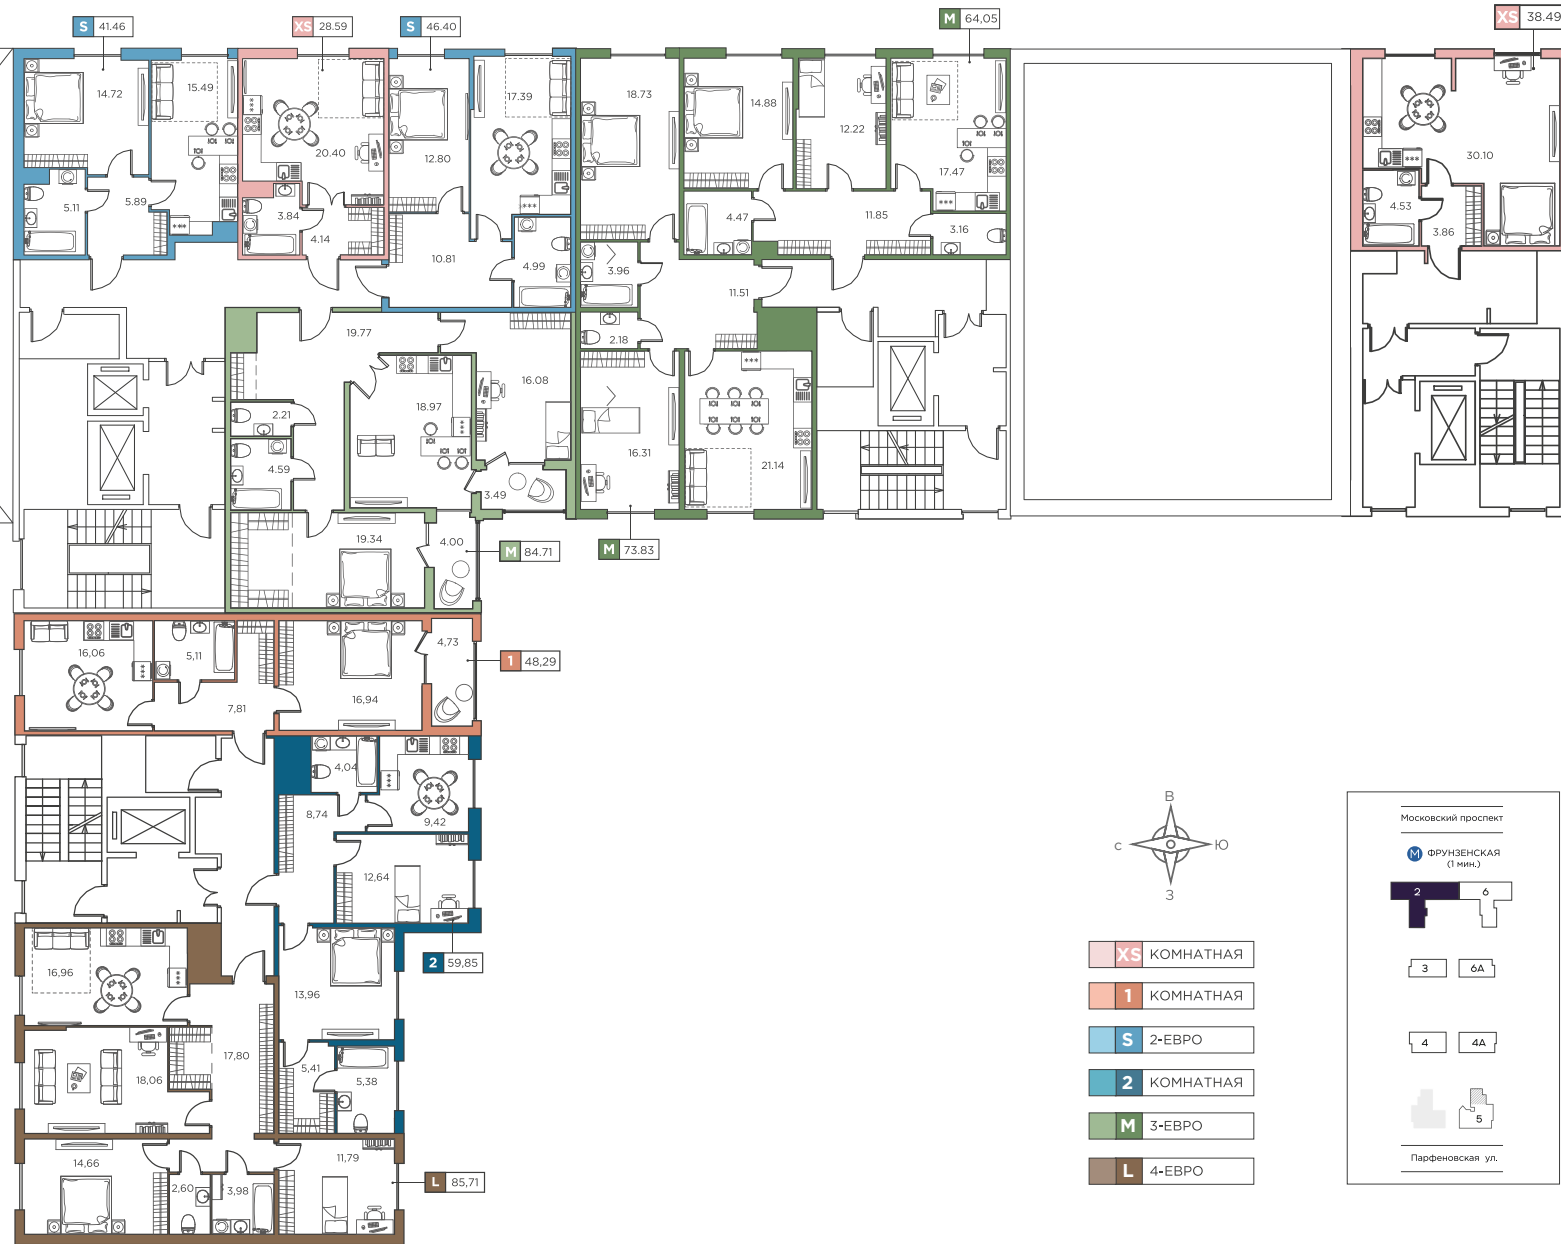 S 41.46
XS 28.59
S 46.40
M 64,05
XS 38.49
14.72
15.49
20.40
12.80
17.39
18.73
14.88
12.22
17.47
30.10
5.11
5.89
3.84
4.14
10.81
4.99
3.96
4.47
11.85
3.16
4.53
3.86
11.51
2.18
19.77
16.08
18.97
2.21
4.59
3.49
16.31
21.14
19.34
4.00
M 84.71
M 73.83
16,06
5,11
7,81
16,94
4,73
1 48,29
4,04
8,74
9,42
12,64
2 59,85
16,96
13,96
17,80
18,06
5,41
5,38
14,66
2,60
3,98
11,79
L 85,71
В
с
Ю
З
XS КОМНАТНАЯ
1 КОМНАТНАЯ
S 2-ЕВРО
2 КОМНАТНАЯ
M 3-ЕВРО
L 4-ЕВРО
Московский проспект
М ФРУНЗЕНСКАЯ
(1 мин.)
2
6
3
6А
4
4А
5
Парфеновская ул.